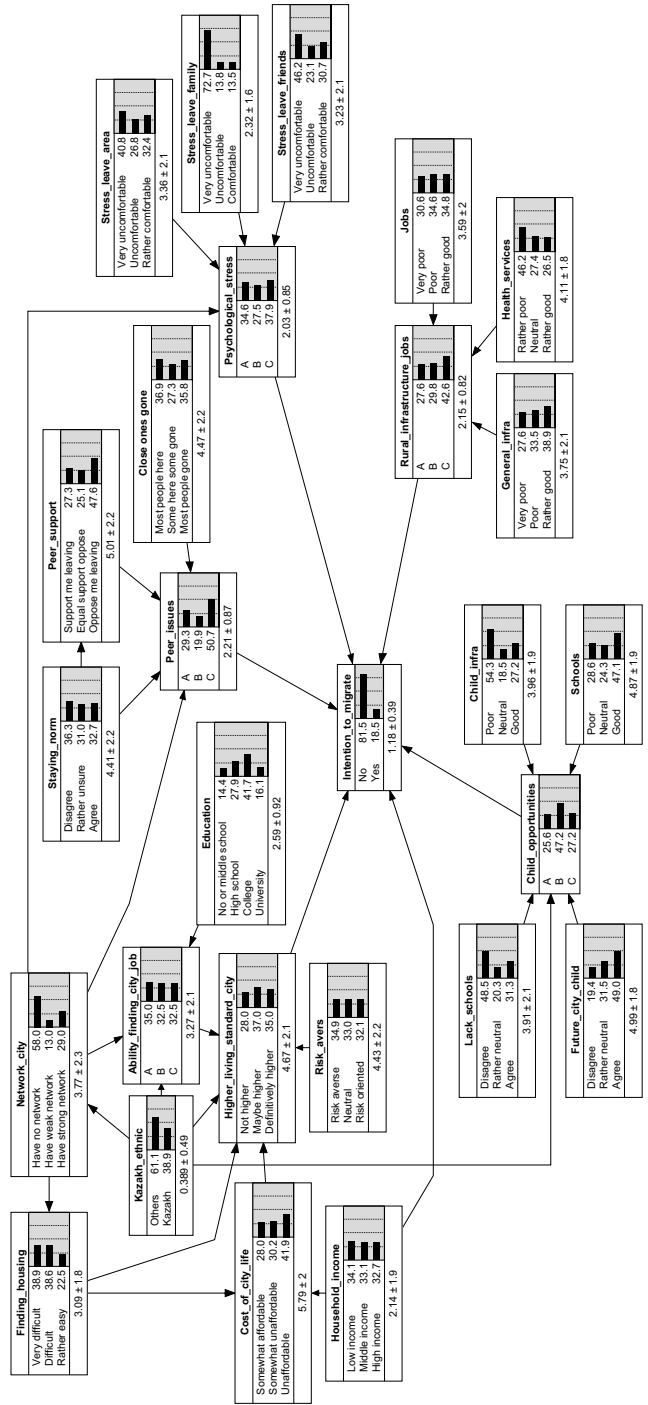 Finding_housing
Very difficult 38.9
Difficult 38.6
Rather easy 22.5
3.09 ± 1.8
Network_city
Have no network 58.0
Have weak network 13.0
Have strong network 29.0
3.77 ± 2.3
Staying_norm
Disagree 36.3
Rather unsure 31.0
Agree 32.7
4.41 ± 2.2
Peer_support
Support me leaving 27.3
Equal support oppose 25.1
Oppose me leaving 47.6
5.01 ± 2.2
Stress_leave_area
Very uncomfortable 40.8
Uncomfortable 26.8
Rather comfortable 32.4
3.36 ± 2.1
Kazakh_ethnic
Others 61.1
Kazakh 38.9
0.389 ± 0.49
Ability_finding_city_job
A 35.0
B 32.5
C 32.5
3.27 ± 2.1
Peer_issues
A 29.3
B 19.9
C 50.7
2.21 ± 0.87
Close ones gone
Most people here 36.9
Some here some gone 27.3
Most people gone 35.8
4.47 ± 2.2
Stress_leave_family
Very uncomfortable 72.7
Uncomfortable 13.8
Comfortable 13.5
2.32 ± 1.6
Education
No or middle school 14.4
High school 27.9
College 41.7
University 16.1
2.59 ± 0.92
Psychological_stress
A 34.6
B 27.5
C 37.9
2.03 ± 0.85
Stress_leave_friends
Very uncomfortable 46.2
Uncomfortable 23.1
Rather comfortable 30.7
3.23 ± 2.1
Cost_of_city_life
Somewhat affordable 28.0
Somewhat unaffordable 30.2
Unaffordable 41.9
5.79 ± 2
Higher_living_standard_city
Not higher 28.0
Maybe higher 37.0
Definitively higher 35.0
4.67 ± 2.1
Household_income
Low income 34.1
Middle income 33.1
High income 32.7
2.14 ± 1.9
Risk_avers
Risk averse 34.9
Neutral 33.0
Risk oriented 32.1
4.43 ± 2.2
Intention_to_migrate
No 81.5
Yes 18.5
1.18 ± 0.39
Rural_infrastructure_jobs
A 27.6
B 29.8
C 42.6
2.15 ± 0.82
Jobs
Very poor 30.6
Poor 34.6
Rather good 34.8
3.59 ± 2
Lack_schools
Disagree 48.5
Rather neutral 20.3
Agree 31.3
3.91 ± 2.1
Child_opportunities
A 25.6
B 47.2
C 27.2
Child_infra
Poor 54.3
Neutral 18.5
Good 27.2
3.96 ± 1.9
General_infra
Very poor 27.6
Poor 33.5
Rather good 38.9
3.75 ± 2.1
Health_services
Rather poor 46.2
Neutral 27.4
Rather good 26.5
4.11 ± 1.8
Future_city_child
Disagree 19.4
Rather neutral 31.5
Agree 49.0
4.99 ± 1.8
Schools
Poor 28.6
Neutral 24.3
Good 47.1
4.87 ± 1.9